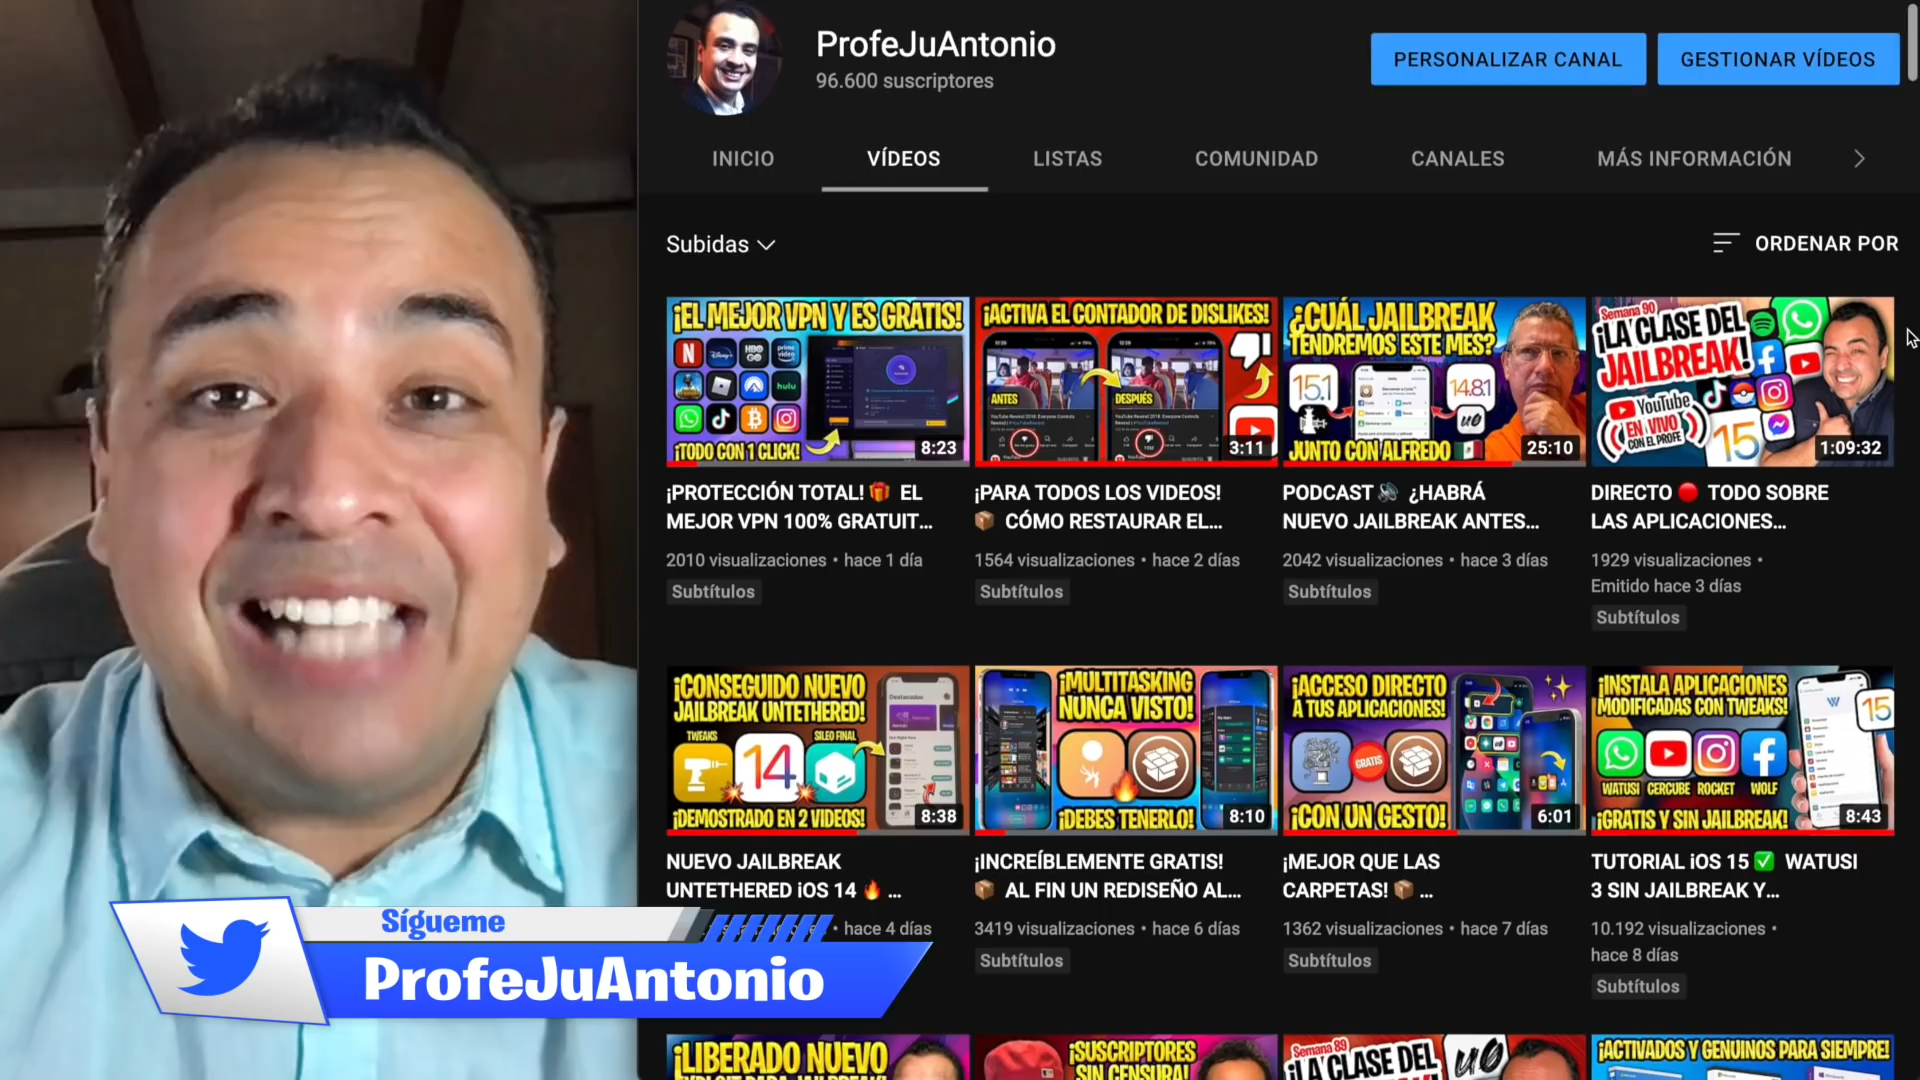 ProfeJuAntonio
96.600 suscriptores
PERSONALIZAR CANAL
GESTIONAR VÍDEOS
INICIO
VÍDEOS
LISTAS
COMUNIDAD
CANALES
MÁS INFORMACIÓN
Subidas
ORDENAR POR
¡EL MEJOR VPN Y ES GRATIS!
¡TODO CON 1 CLICK!
8:23
¡PROTECCIÓN TOTAL! 🎁 EL
MEJOR VPN 100% GRATUIT...
2010 visualizaciones • hace 1 día
Subtítulos
¡ACTIVA EL CONTADOR DE DISLIKES!
ANTES
DESPUÉS
3:11
¡PARA TODOS LOS VIDEOS!
📦 CÓMO RESTAURAR EL...
1564 visualizaciones • hace 2 días
Subtítulos
¿CUÁL JAILBREAK
TENDREMOS ESTE MES?
15.1
14.8.1
JUNTO CON ALFREDO
25:10
PODCAST 🔊 ¿HABRÁ
NUEVO JAILBREAK ANTES...
2042 visualizaciones • hace 3 días
Subtítulos
Semana 90
¡LA CLASE DEL
JAILBREAK!
YouTube
EN VIVO
CON EL PROFE
15
1:09:32
DIRECTO 🔴 TODO SOBRE
LAS APLICACIONES...
1929 visualizaciones •
Emitido hace 3 días
Subtítulos
¡CONSEGUIDO NUEVO
JAILBREAK UNTETHERED!
TWEAKS
14
SILEO FINAL
¡DEMOSTRADO EN 2 VIDEOS!
8:38
NUEVO JAILBREAK
UNTETHERED iOS 14 🔥 ...
• hace 4 días
¡MULTITASKING
NUNCA VISTO!
¡DEBES TENERLO!
8:10
¡INCREÍBLEMENTE GRATIS!
📦 AL FIN UN REDISEÑO AL...
3419 visualizaciones • hace 6 días
Subtítulos
¡ACCESO DIRECTO
A TUS APLICACIONES!
GRATIS
¡CON UN GESTO!
6:01
¡MEJOR QUE LAS
CARPETAS! 📦 ...
1362 visualizaciones • hace 7 días
Subtítulos
¡INSTALA APLICACIONES
MODIFICADAS CON TWEAKS!
15
WATUSI CERCUBE ROCKET WOLF
¡GRATIS Y SIN JAILBREAK!
8:43
TUTORIAL iOS 15 ✅ WATUSI
3 SIN JAILBREAK Y...
10.192 visualizaciones •
hace 8 días
Subtítulos
Sígueme
ProfeJuAntonio
¡LIBERADO NUEVO
¡SUSCRIPTORES
SIN CENSURA!
Semana 89
¡LA CLASE DEL
¡ACTIVADOS Y GENUINOS PARA SIEMPRE!